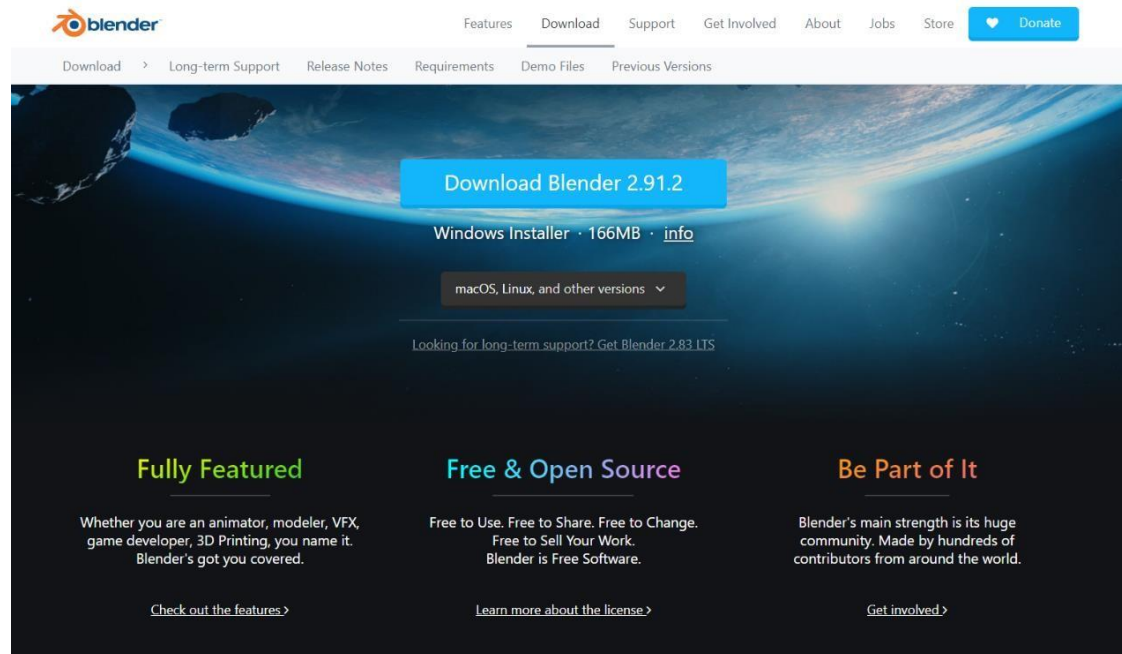 blender
Features Download Support Get Involved About Jobs Store Donate
Download > Long-term Support Release Notes Requirements Demo Files Previous Versions
Download Blender 2.91.2
Windows Installer · 166MB · info
macOS, Linux, and other versions
Looking for long-term support? Get Blender 2.83 LTS
Fully Featured
Whether you are an animator, modeler, VFX,
game developer, 3D Printing, you name it.
Blender's got you covered.
Check out the features >
Free & Open Source
Free to Use. Free to Share. Free to Change.
Free to Sell Your Work.
Blender is Free Software.
Learn more about the license >
Be Part of It
Blender's main strength is its huge
community. Made by hundreds of
contributors from around the world.
Get involved >